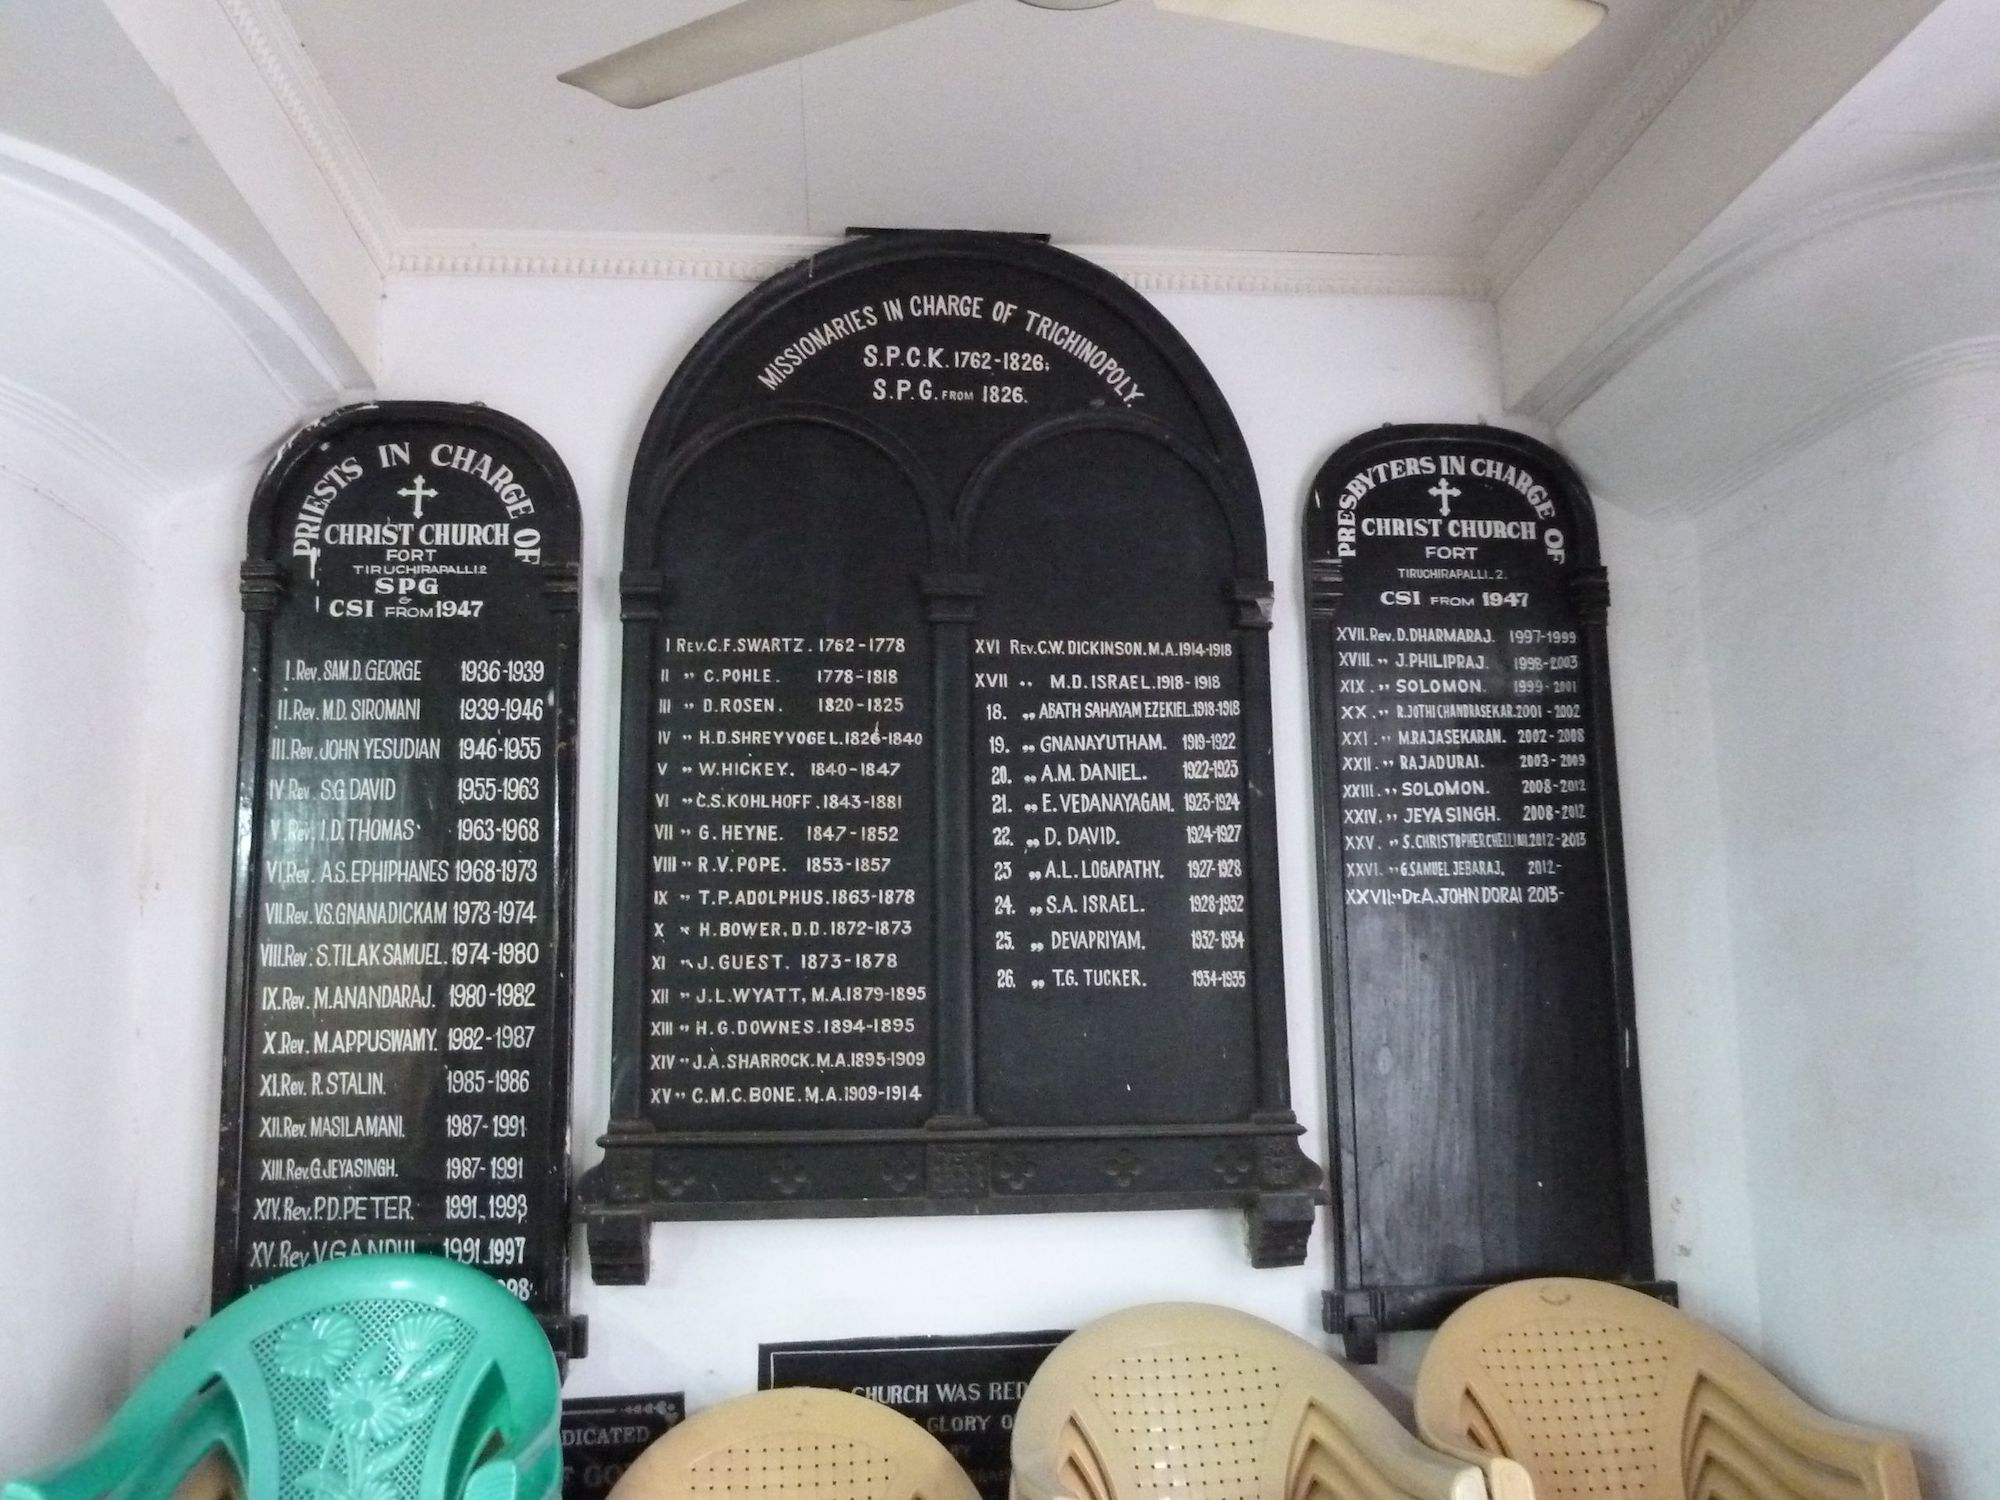 PRIESTS IN CHARGE OF
CHRIST CHURCH
FORT
TIRUCHIRAPALLI.2
SPG
&
CSI FROM 1947
I.Rev. SAM.D. GEORGE 1936-1939
II.Rev. M.D. SIROMANI 1939-1946
III.Rev. JOHN YESUDIAN 1946-1955
IV.Rev. S.G. DAVID 1955-1963
V.Rev. I.D. THOMAS 1963-1968
VI.Rev. A.S. EPHIPHANES 1968-1973
VII.Rev. V.S. GNANADICKAM 1973-1974
VIII.Rev. S. TILAK SAMUEL. 1974-1980
IX.Rev. M. ANANDARAJ. 1980-1982
X.Rev. M. APPUSWAMY. 1982-1987
XI.Rev. R. STALIN. 1985-1986
XII.Rev. MASILAMANI. 1987-1991
XIII.Rev. G. JEYASINGH. 1987-1991
XIV.Rev. P.D. PETER. 1991-1993
XV.Rev V. GANDHI 1991-1997
98.
MISSIONARIES IN CHARGE OF TRICHINOPOLY.
S.P.C.K. 1762-1826;
S.P.G. FROM 1826.
I REV. C.F. SWARTZ. 1762-1778
II " C. POHLE. 1778-1818
III " D. ROSEN. 1820-1825
IV " H.D. SHREYVOGEL. 1826-1840
V " W. HICKEY. 1840-1847
VI " C.S. KOHLHOFF. 1843-1881
VII " G. HEYNE. 1847-1852
VIII " R.V. POPE. 1853-1857
IX " T.P. ADOLPHUS. 1863-1878
X " H. BOWER, D.D. 1872-1873
XI " J. GUEST. 1873-1878
XII " J.L. WYATT, M.A. 1879-1895
XIII " H.G. DOWNES. 1894-1895
XIV " J.A. SHARROCK. M.A. 1895-1909
XV " C.M.C. BONE. M.A. 1909-1914
XVI REV. C.W. DICKINSON. M.A. 1914-1918
XVII " M.D. ISRAEL. 1918-1918
18. " ABATH SAHAYAM EZEKIEL. 1918-1918
19. " GNANAYUTHAM. 1919-1922
20. " A.M. DANIEL. 1922-1923
21. " E. VEDANAYAGAM. 1923-1924
22. " D. DAVID. 1924-1927
23 " A.L. LOGAPATHY. 1927-1928
24. " S.A. ISRAEL. 1928-1932
25. " DEVAPRIYAM. 1932-1934
26. " T.G. TUCKER. 1934-1935
PRESBYTERS IN CHARGE OF
CHRIST CHURCH
FORT
TIRUCHIRAPALLI-2.
CSI FROM 1947
XVII. Rev. D. DHARMARAJ. 1997-1999
XVIII. " J. PHILIPRAJ. 1998-2003
XIX. " SOLOMON. 1999-2001
XX. " R. JOTHI CHANDRASEKAR. 2001-2002
XXI. " M. RAJASEKARAN. 2002-2008
XXII. " RAJADURAI. 2003-2009
XXIII. " SOLOMON. 2008-2012
XXIV. " JEYA SINGH. 2008-2012
XXV. " S. CHRISTOPHER 2012-2013
XXVI. " G. SAMUEL JEBARAJ. 2012-
XXVII " Dr. A. JOHN DORAI 2013-
DICATED
GO
CHURCH WAS RED
GLORY O
BY